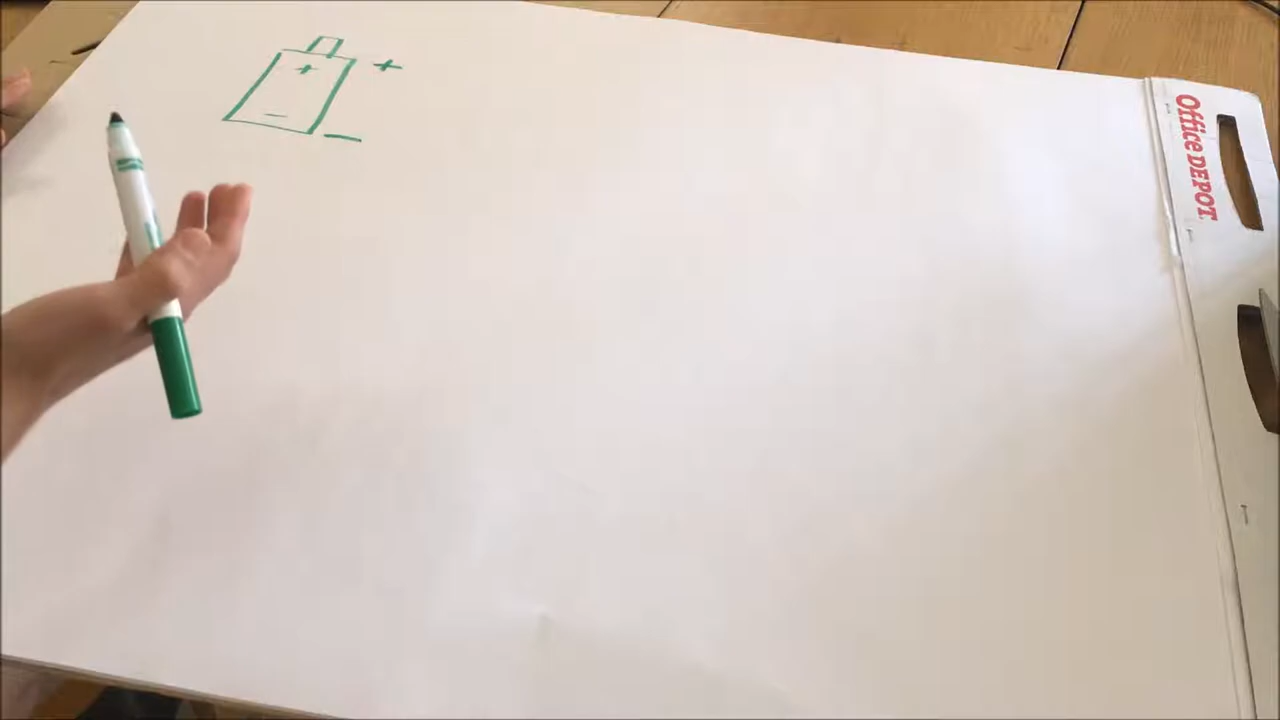 + +
— —
Office DEPOT